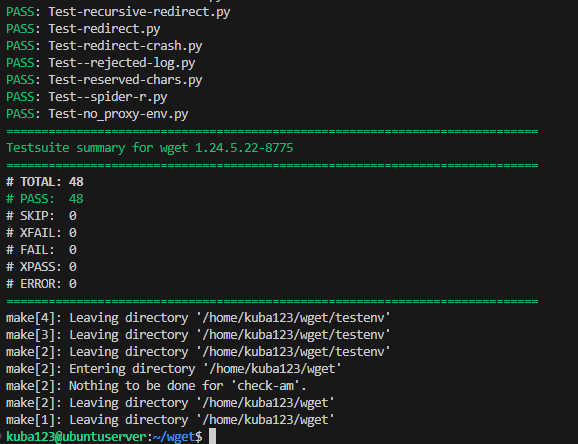 PASS: Test-recursive-redirect.py
PASS: Test-redirect.py
PASS: Test-redirect-crash.py
PASS: Test--rejected-log.py
PASS: Test-reserved-chars.py
PASS: Test--spider-r.py
PASS: Test-no_proxy-env.py
============================================================================
Testsuite summary for wget 1.24.5.22-8775
============================================================================
# TOTAL: 48
# PASS:  48
# SKIP:  0
# XFAIL: 0
# FAIL:  0
# XPASS: 0
# ERROR: 0
============================================================================
make[4]: Leaving directory '/home/kuba123/wget/testenv'
make[3]: Leaving directory '/home/kuba123/wget/testenv'
make[2]: Leaving directory '/home/kuba123/wget/testenv'
make[2]: Entering directory '/home/kuba123/wget'
make[2]: Nothing to be done for 'check-am'.
make[2]: Leaving directory '/home/kuba123/wget'
make[1]: Leaving directory '/home/kuba123/wget'
kuba123@ubuntuserver:~/wget$